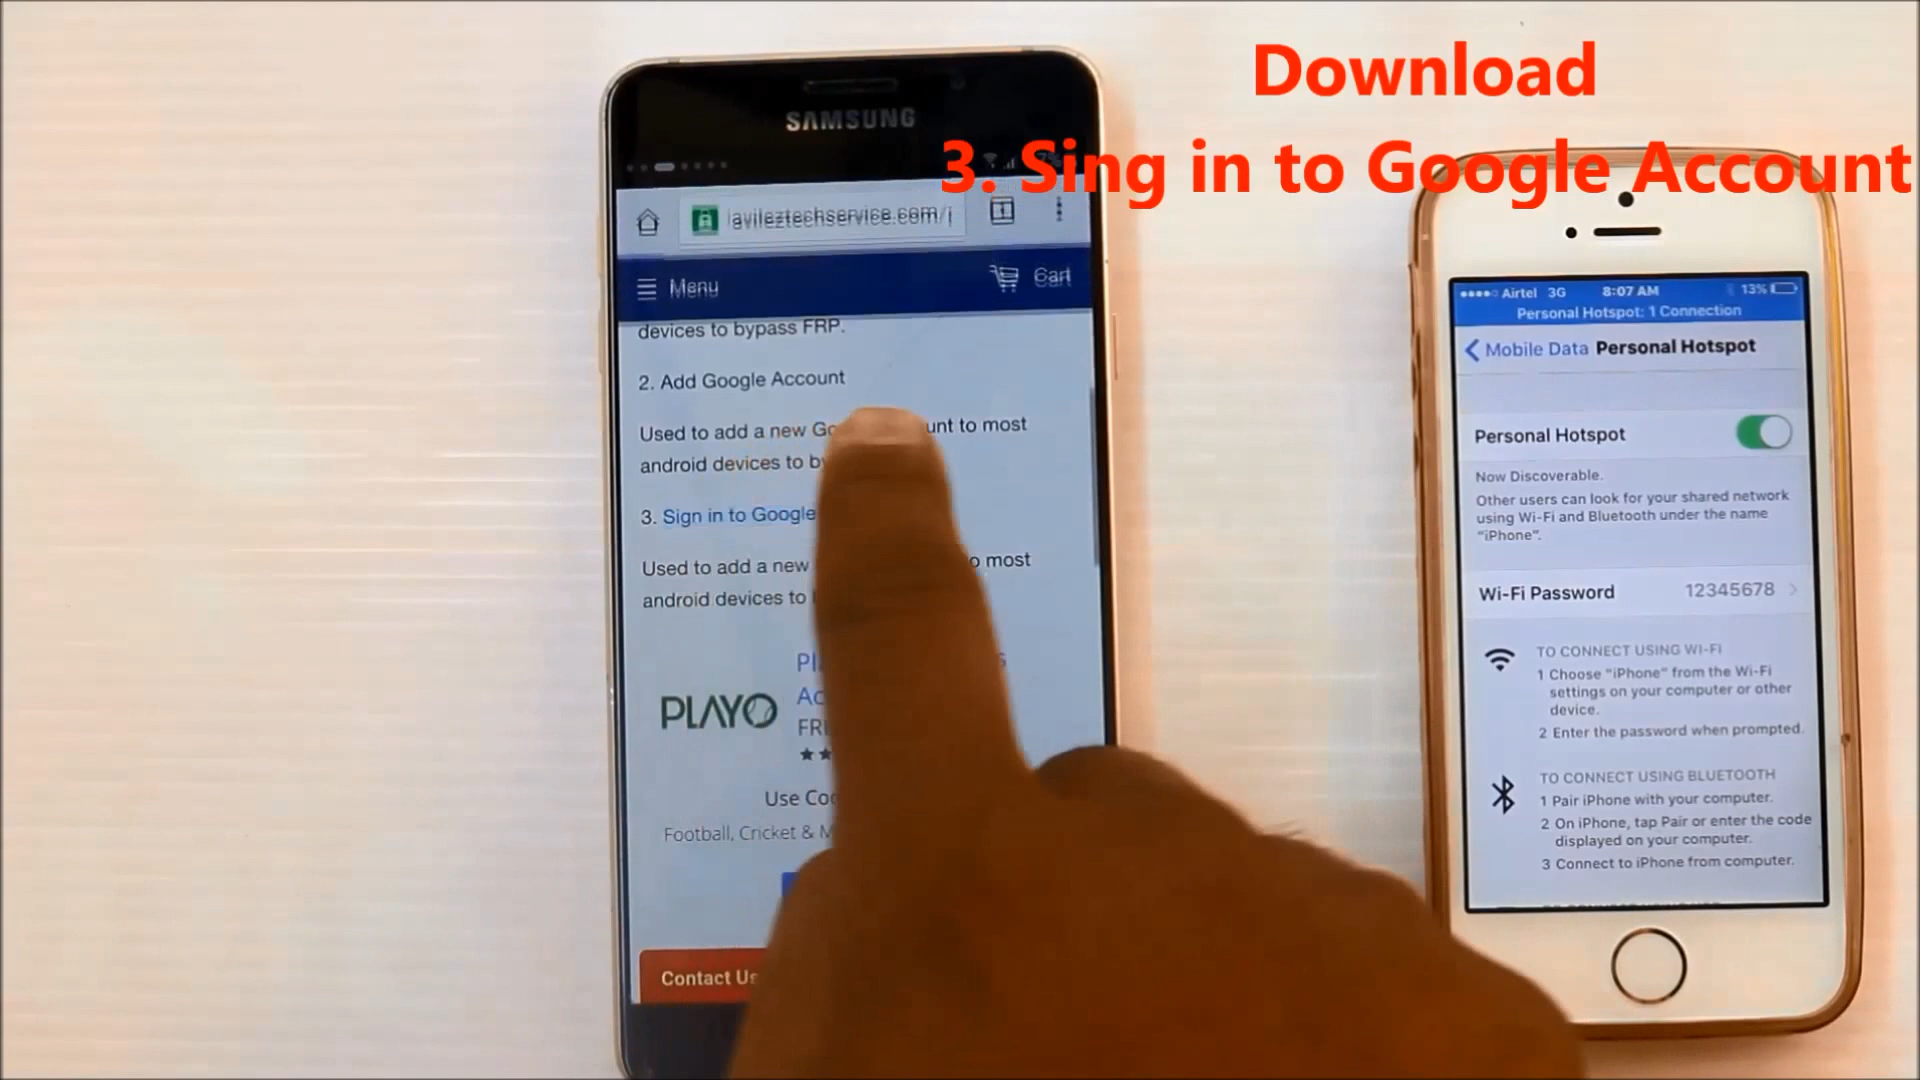 Download
3. Sing in to Google Account
SAMSUNG
avileztechservice.com/
Menu
Cart
devices to bypass FRP.
2. Add Google Account
Used to add a new unt to most
android devices to
3. Sign in to Google
Used to add a new o most
android devices to
PLAYO
Use
Football, Cricket &
Contact Us
Airtel 3G 8:07 AM 13%
Personal Hotspot: 1 Connection
Mobile Data Personal Hotspot
Personal Hotspot
Now Discoverable.
Other users can look for your shared network
using Wi-Fi and Bluetooth under the name
“iPhone”.
Wi-Fi Password 12345678
TO CONNECT USING WI-FI
1 Choose “iPhone” from the Wi-Fi
settings on your computer or other
device.
2 Enter the password when prompted.
TO CONNECT USING BLUETOOTH
1 Pair iPhone with your computer.
2 On iPhone, tap Pair or enter the code
displayed on your computer.
3 Connect to iPhone from computer.